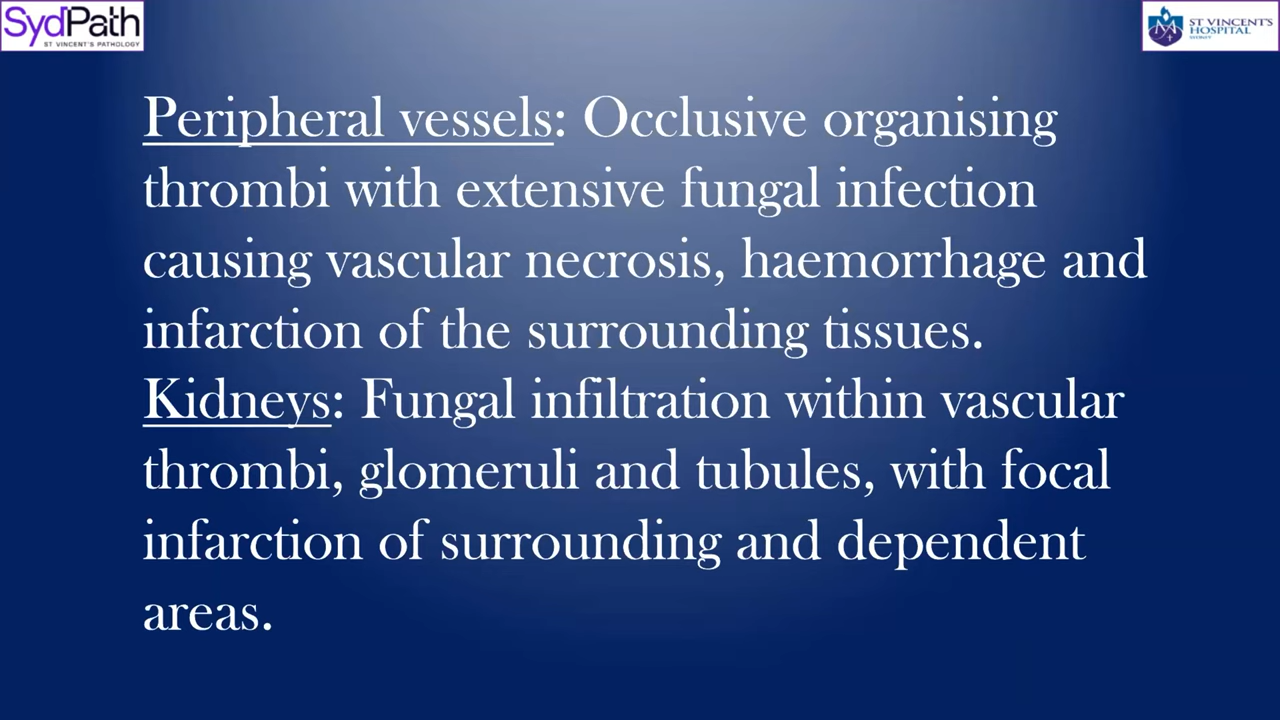 SydPath
ST VINCENT'S PATHOLOGY
ST VINCENT'S
HOSPITAL
SYDNEY
Peripheral vessels: Occlusive organising
thrombi with extensive fungal infection
causing vascular necrosis, haemorrhage and
infarction of the surrounding tissues.
Kidneys: Fungal infiltration within vascular
thrombi, glomeruli and tubules, with focal
infarction of surrounding and dependent
areas.